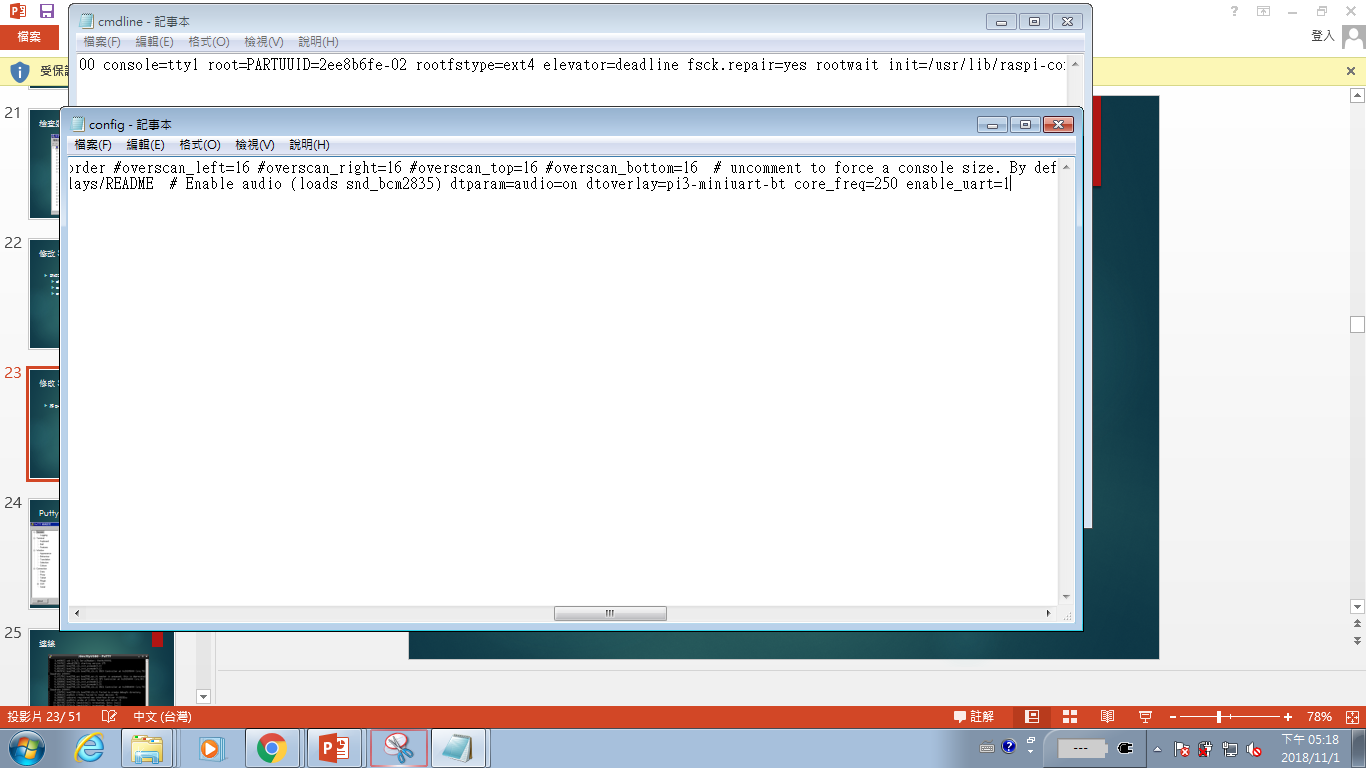 cmdline - 記事本
檔案(F) 編輯(E) 格式(O) 檢視(V) 說明(H)
00 console=tty1 root=PARTUUID=2ee8b6fe-02 rootfstype=ext4 elevator=deadline fsck.repair=yes rootwait init=/usr/lib/raspi-co
檔案
登入
受保
config - 記事本
檔案(F) 編輯(E) 格式(O) 檢視(V) 說明(H)
order #overscan_left=16 #overscan_right=16 #overscan_top=16 #overscan_bottom=16 # uncomment to force a console size. By def
lays/README # Enable audio (loads snd_bcm2835) dtparam=audio=on dtoverlay=pi3-miniuart-bt core_freq=250 enable_uart=1
21
22
修改
23
修改
24
Putty
25
連線
投影片 23/ 51 中文 (台灣) 註解 78%
下午 05:18
2018/11/1